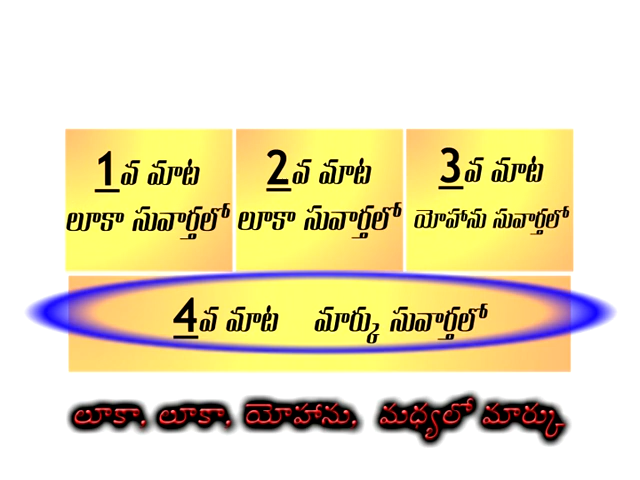 1వ మాట
లూకా సువార్తలో
2వ మాట
లూకా సువార్తలో
3వ మాట
యోహాను సువార్తలో
4వ మాట మార్కు సువార్తలో
లూకా. లూకా. యోహాను. మధ్యలో మార్కు